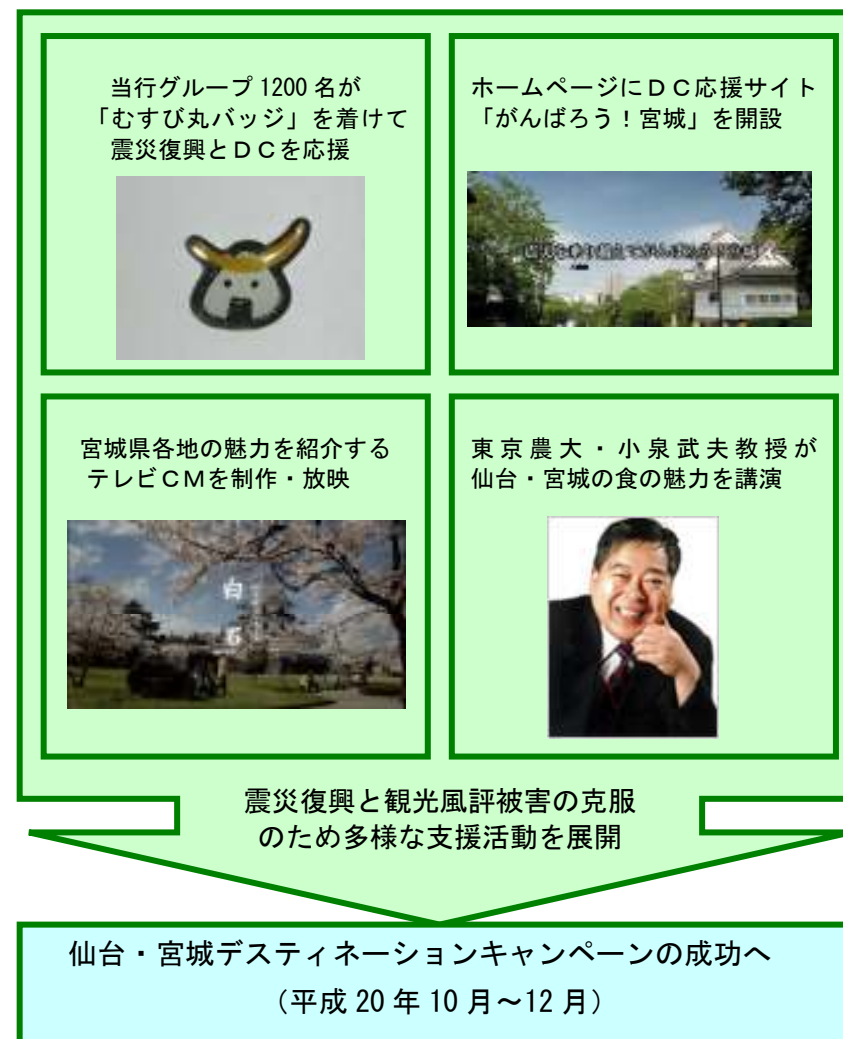 当行グループ 1200 名が
「むすび丸バッジ」を着けて
震災復興とＤＣを応援
ホームページにＤＣ応援サイト
「がんばろう！宮城」を開設
宮城県各地の魅力を紹介する
テレビＣＭを制作・放映
白石
東京農大・小泉武夫教授が
仙台・宮城の食の魅力を講演
震災復興と観光風評被害の克服
のため多様な支援活動を展開
仙台・宮城デスティネーションキャンペーンの成功へ
（平成 20 年 10 月～12 月）